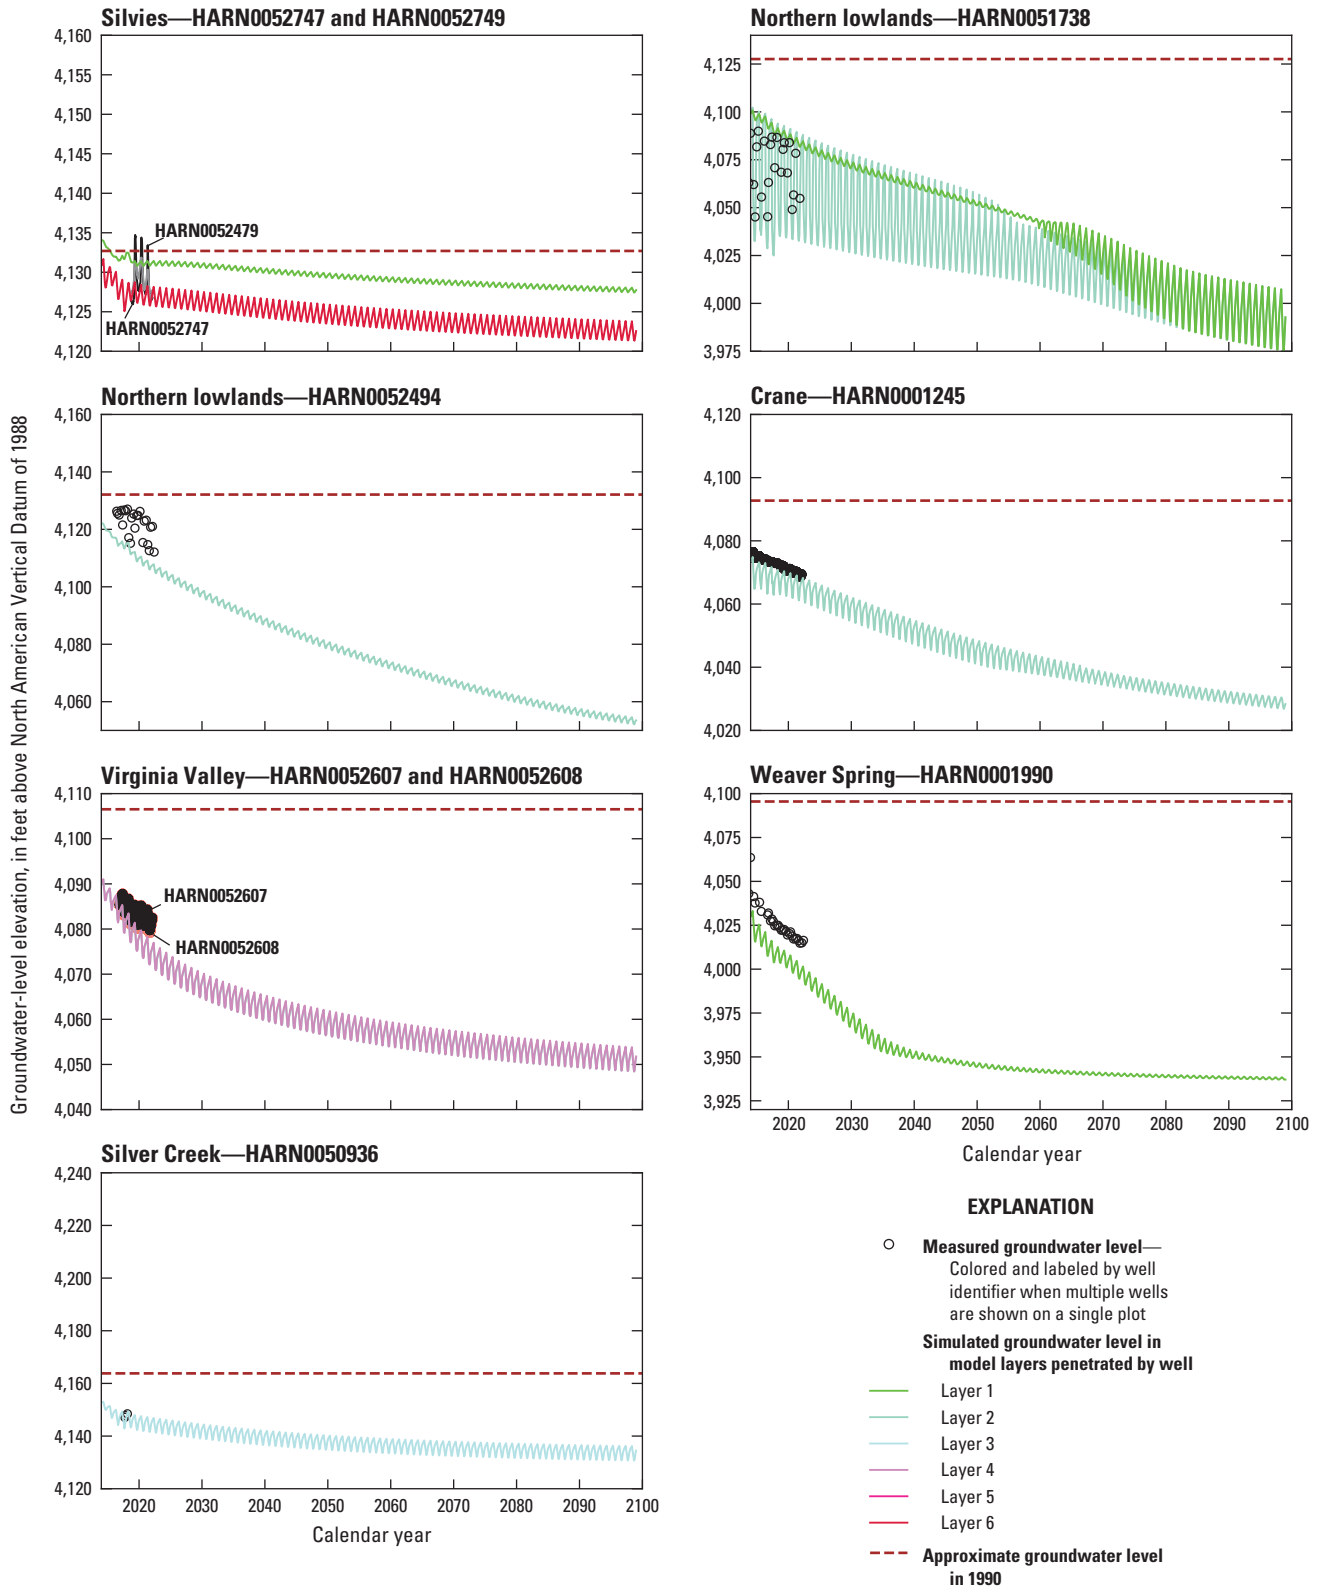 Silvies—HARN0052747 and HARN0052749
4,160
4,155
4,150
4,145
4,140
4,135
4,130
4,125
4,120
HARN0052479
HARN0052747
Northern lowlands—HARN0051738
4,125
4,100
4,075
4,050
4,025
4,000
3,975
Northern lowlands—HARN0052494
4,160
4,140
4,120
4,100
4,080
4,060
Crane—HARN0001245
4,120
4,100
4,080
4,060
4,040
4,020
Groundwater-level elevation, in feet above North American Vertical Datum of 1988
Virginia Valley—HARN0052607 and HARN0052608
4,110
4,100
4,090
4,080
4,070
4,060
4,050
4,040
HARN0052607
HARN0052608
Weaver Spring—HARN0001990
4,100
4,075
4,050
4,025
4,000
3,975
3,950
3,925
2020 2030 2040 2050 2060 2070 2080 2090 2100
Calendar year
Silver Creek—HARN0050936
4,240
4,220
4,200
4,180
4,160
4,140
4,120
2020 2030 2040 2050 2060 2070 2080 2090 2100
Calendar year
EXPLANATION
Measured groundwater level—
Colored and labeled by well
identifier when multiple wells
are shown on a single plot
Simulated groundwater level in
model layers penetrated by well
Layer 1
Layer 2
Layer 3
Layer 4
Layer 5
Layer 6
Approximate groundwater level
in 1990